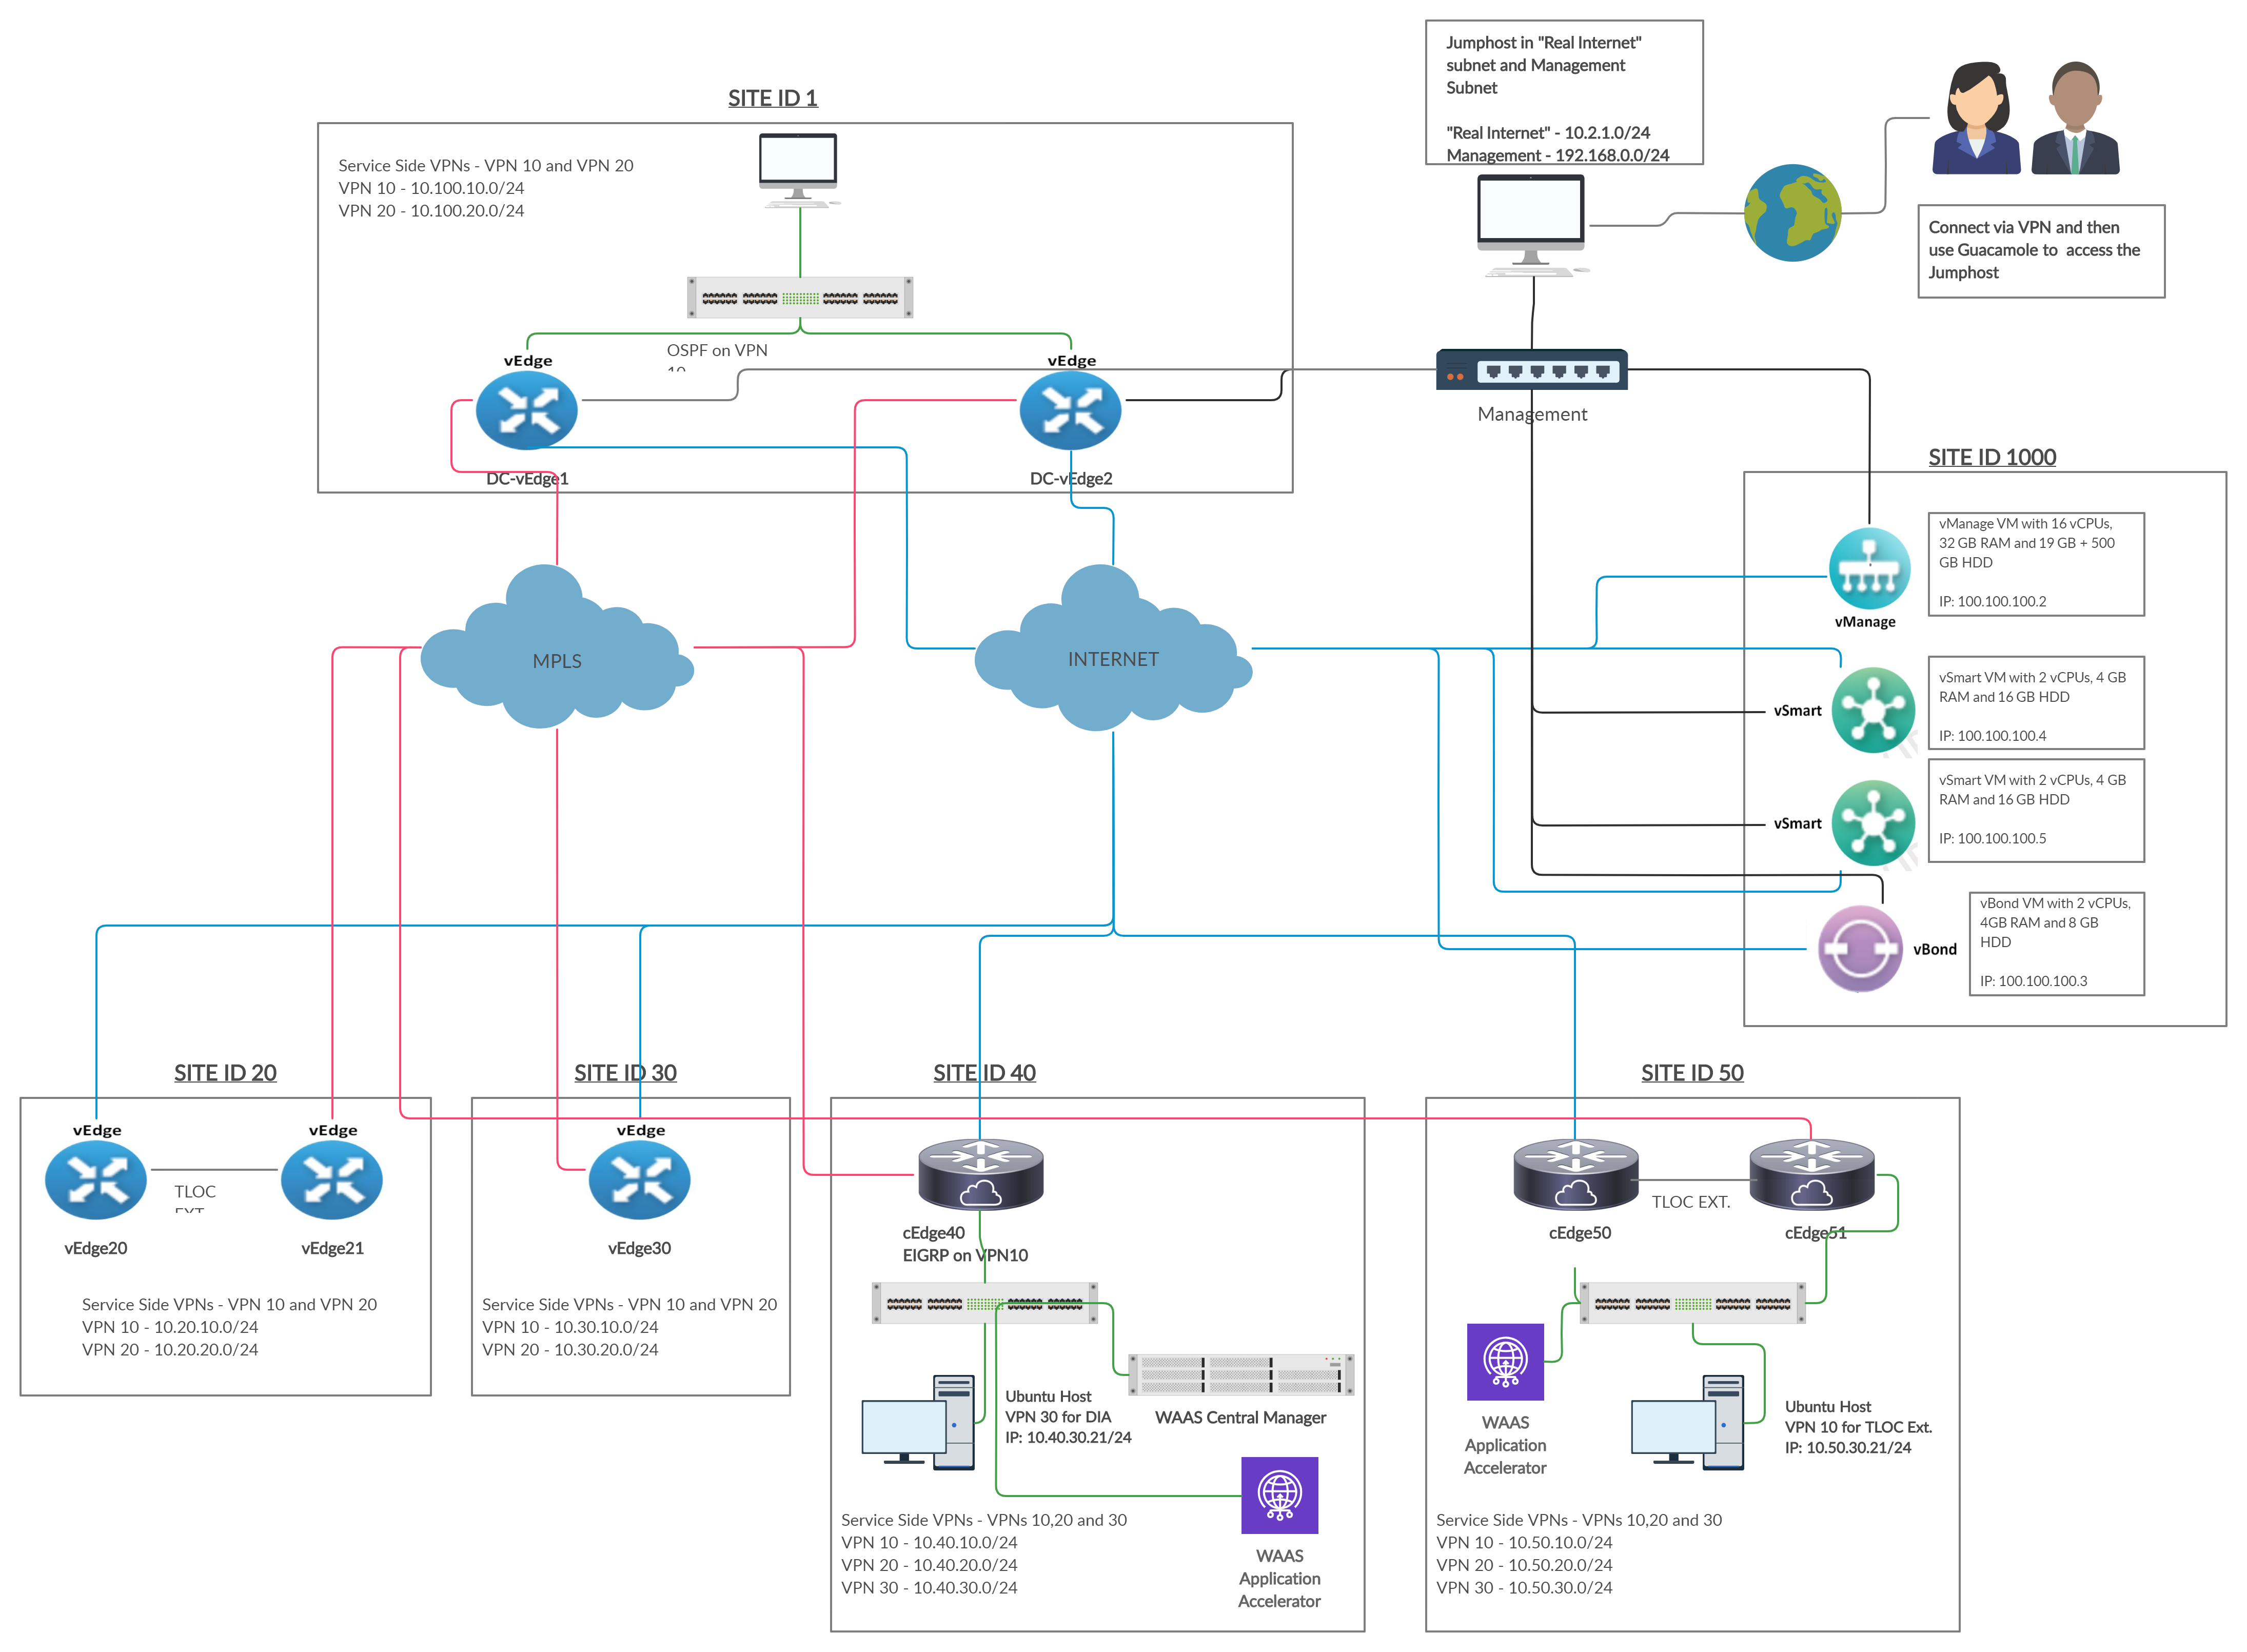 Jumphost in "Real Internet"
subnet and Management
Subnet
"Real Internet" - 10.2.1.0/24
Management - 192.168.0.0/24
Connect via VPN and then
use Guacamole to access the
Jumphost
SITE ID 1
Service Side VPNs - VPN 10 and VPN 20
VPN 10 - 10.100.10.0/24
VPN 20 - 10.100.20.0/24
OSPF on VPN
10
vEdge
vEdge
DC-vEdge1
DC-vEdge2
Management
SITE ID 1000
vManage VM with 16 vCPUs,
32 GB RAM and 19 GB + 500
GB HDD
IP: 100.100.100.2
vManage
vSmart VM with 2 vCPUs, 4 GB
RAM and 16 GB HDD
IP: 100.100.100.4
vSmart
vSmart VM with 2 vCPUs, 4 GB
RAM and 16 GB HDD
IP: 100.100.100.5
vSmart
vBond VM with 2 vCPUs,
4GB RAM and 8 GB
HDD
IP: 100.100.100.3
vBond
MPLS
INTERNET
SITE ID 20
vEdge
vEdge
TLOC
EXT.
vEdge20
vEdge21
Service Side VPNs - VPN 10 and VPN 20
VPN 10 - 10.20.10.0/24
VPN 20 - 10.20.20.0/24
SITE ID 30
vEdge
vEdge30
Service Side VPNs - VPN 10 and VPN 20
VPN 10 - 10.30.10.0/24
VPN 20 - 10.30.20.0/24
SITE ID 40
cEdge40
EIGRP on VPN10
Ubuntu Host
VPN 30 for DIA
IP: 10.40.30.21/24
WAAS Central Manager
WAAS
Application
Accelerator
Service Side VPNs - VPNs 10,20 and 30
VPN 10 - 10.40.10.0/24
VPN 20 - 10.40.20.0/24
VPN 30 - 10.40.30.0/24
SITE ID 50
TLOC EXT.
cEdge50
cEdge51
WAAS
Application
Accelerator
Ubuntu Host
VPN 10 for TLOC Ext.
IP: 10.50.30.21/24
Service Side VPNs - VPNs 10,20 and 30
VPN 10 - 10.50.10.0/24
VPN 20 - 10.50.20.0/24
VPN 30 - 10.50.30.0/24